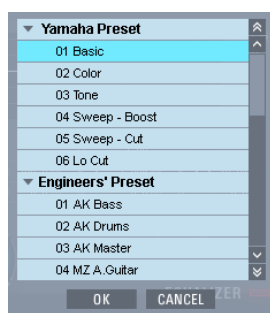 Yamaha Preset
01 Basic
02 Color
03 Tone
04 Sweep - Boost
05 Sweep - Cut
06 Lo Cut
Engineers' Preset
01 AK Bass
02 AK Drums
03 AK Master
04 MZ A.Guitar
OK CANCEL